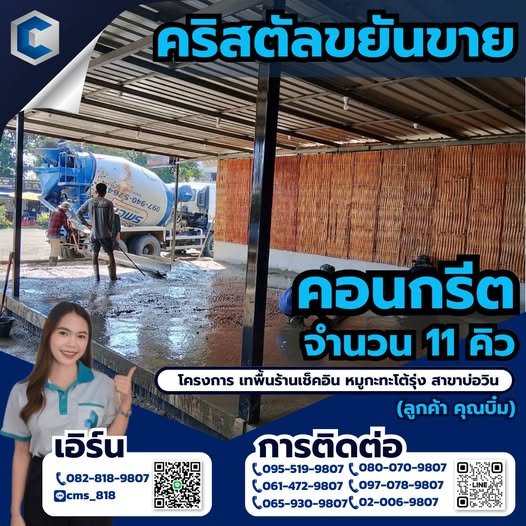 คริสตัลขยันขาย
097-940-576
SMC
คอนกรีต
จำนวน 11 คิว
โครงการ เทพื้นร้านเช็คอิน หมูกะทะโต้รุ่ง สาขาบ่อวิน
(ลูกค้า คุณบิ๋ม)
เอิร์น
082-818-9807
cms_818
การติดต่อ
095-519-9807 080-070-9807
061-472-9807 097-078-9807
065-930-9807 02-006-9807
LINE